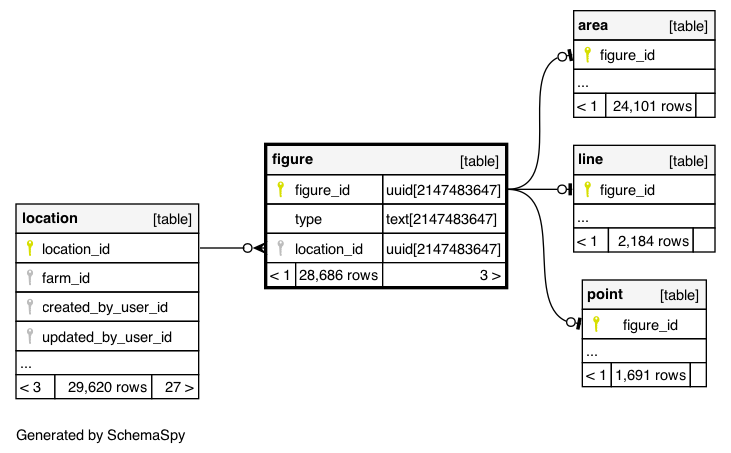 area [table]
figure_id
...
< 1 24,101 rows
line [table]
figure_id
...
< 1 2,184 rows
point [table]
figure_id
...
< 1 1,691 rows
figure [table]
figure_id uuid[2147483647]
type text[2147483647]
location_id uuid[2147483647]
< 1 28,686 rows 3 >
location [table]
location_id
farm_id
created_by_user_id
updated_by_user_id
...
< 3 29,620 rows 27 >
Generated by SchemaSpy